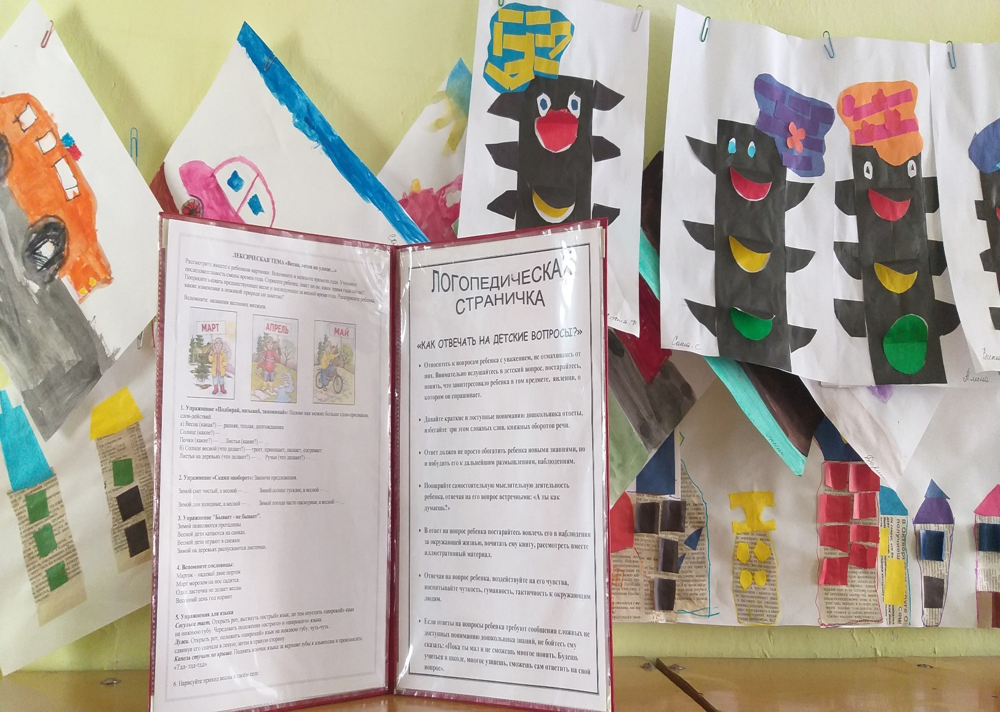 ЛЕКСИЧЕСКАЯ ТЕМА «Весна, весна на улице...»
Рассмотрите вместе с ребенком картинки. Вспомните и назовите времена года. Уточните
последовательность смены времен года. Спросите ребенка, знает ли он, какое время года сейчас?
Попросите назвать предшествующее весне и последующее за весной время года. Расспросите ребенка,
какие изменения в неживой природе он заметил?
Вспомните названия весенних месяцев.
МАРТ
АПРЕЛЬ
МАЙ
1. Упражнение «Подбирай, называй, запоминай»: Назови как можно больше слов-признаков,
слов-действий.
а) Весна (какая?) — ранняя, теплая, долгожданная
Солнце (какое?) — ...
Почки (какие?) — ... Листья (какие?) — ...
б) Солнце весной (что делает?) — греет, припекает, ласкает, согревает
Листья на деревьях (что делают?) — ... Ручьи (что делают?) — ...
2. Упражнение «Скажи наоборот»: Закончи предложения
Зимой снег чистый, а весной — ... Зимой солнце тусклое, а весной — ...
Зимой дни холодные, а весной — ... Зимой погода часто пасмурная, а весной — ...
3. Упражнение "Бывает - не бывает".
Зимой появляются проталины.
Весной дети катаются на санках.
Весной дети играют в снежки.
Зимой на деревьях распускаются листочки.
4. Вспомните пословицы:
Марток – надевай двое порток.
Март морозом на нос садится.
Одна ласточка не делает весны
Весенний день год кормит.
5. Упражнения для языка
Сосулька тает. Открыть рот, вытянуть «острый» язык, затем опустить «широкий» язык
на нижнюю губу. Чередовать положения «острого» и «широкого» языка
Лужи. Открыть рот, положить «широкий» язык на нижнюю губу, чуть-чуть
сдвинув его сначала в левую, затем в правую сторону
Капель стучит по крыше. Поднять кончик языка за верхние зубы к альвеолам и произносить
«Тдд- тдд-тдд».
6. Нарисуйте приход весны в своём селе
ЛОГОПЕДИЧЕСКАЯ
СТРАНИЧКА
«КАК ОТВЕЧАТЬ НА ДЕТСКИЕ ВОПРОСЫ?»
• Относитесь к вопросам ребенка с уважением, не отмахиваясь от
них. Внимательно вслушайтесь в детский вопрос, постарайтесь,
понять, что заинтересовало ребенка в том предмете, явлении, о
котором он спрашивает.
• Давайте краткие и доступные пониманию дошкольника ответы,
избегайте при этом сложных слов, книжных оборотов речи.
• Ответ должен не просто обогатить ребенка новыми знаниями, но
и побудить его к дальнейшим размышлениям, наблюдениям.
• Поощряйте самостоятельную мыслительную деятельность
ребенка, отвечая на его вопрос встречными: «А ты как
думаешь?»
• В ответ на вопрос ребенка постарайтесь вовлечь его в наблюдения
за окружающей жизнью, почитать ему книгу, рассмотреть вместе
иллюстративный материал.
• Отвечая на вопрос ребенка, воздействуйте на его чувства,
воспитывайте чуткость, гуманность, тактичность к окружающим
людям.
• Если ответы на вопросы ребенка требуют сообщения сложных не
доступных пониманию дошкольника знаний, не бойтесь ему
сказать: «Пока ты мал и не сможешь многое понять. Будешь
учиться в школе, многое узнаешь, сможешь сам ответить на свой
вопрос».
Саша.С
Алина